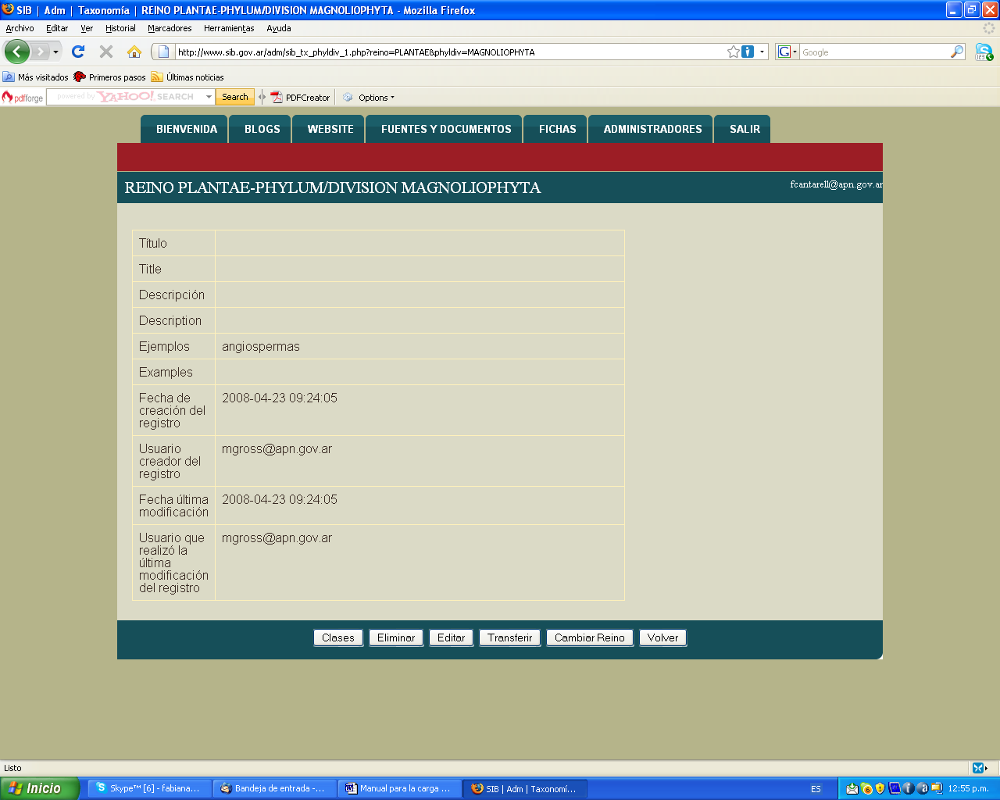 SIB | Adm | Taxonomía | REINO PLANTAE-PHYLUM/DIVISION MAGNOLIOPHYTA - Mozilla Firefox
Archivo Editar Ver Historial Marcadores Herramientas Ayuda
http://www.sib.gov.ar/adm/sib_tx_phyldiv_1.php?reino=PLANTAE&phyldiv=MAGNOLIOPHYTA
G Google
Más visitados Primeros pasos Últimas noticias
pdfforge powered by YAHOO! SEARCH Search PDFCreator Options
BIENVENIDA BLOGS WEBSITE FUENTES Y DOCUMENTOS FICHAS ADMINISTRADORES SALIR
REINO PLANTAE-PHYLUM/DIVISION MAGNOLIOPHYTA
fcantarell@apn.gov.ar
Título
Title
Descripción
Description
Ejemplos angiospermas
Examples
Fecha de 2008-04-23 09:24:05
creación del
registro
Usuario mgross@apn.gov.ar
creador del
registro
Fecha última 2008-04-23 09:24:05
modificación
Usuario que mgross@apn.gov.ar
realizó la
última
modificación
del registro
Clases Eliminar Editar Transferir Cambiar Reino Volver
Listo
Inicio Skype™ [6] - fabiana... Bandeja de entrada -... Manual para la carga ... SIB | Adm | Taxonomí... ES 12:55 p.m.